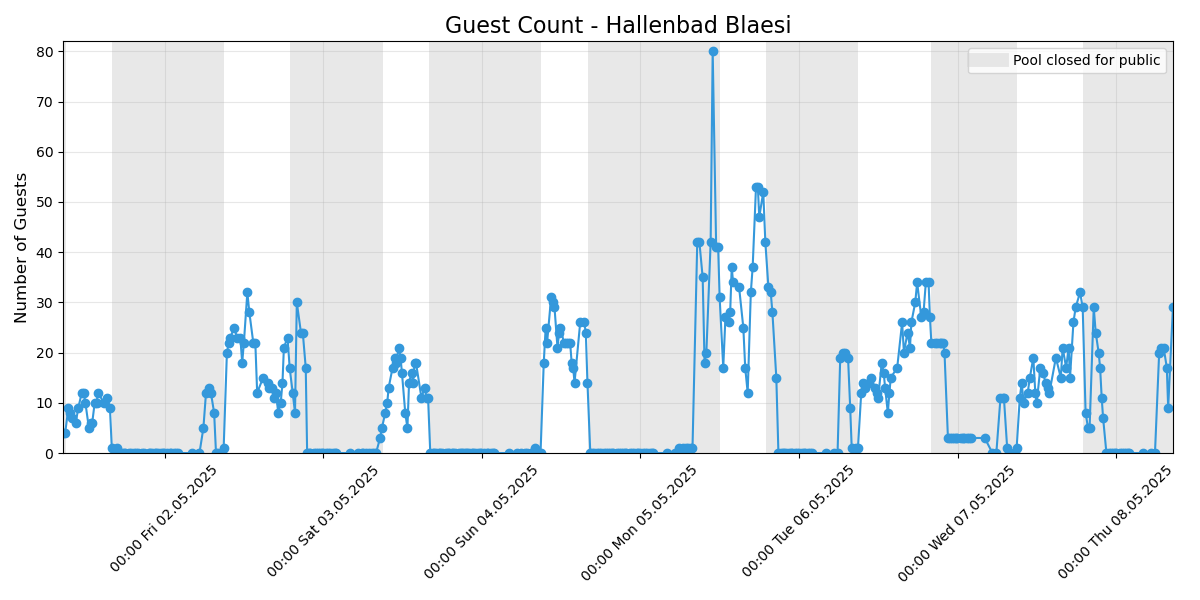 Guest Count - Hallenbad Blaesi
Pool closed for public
Number of Guests
80
70
60
50
40
30
20
10
0
00:00 Fri 02.05.2025
00:00 Sat 03.05.2025
00:00 Sun 04.05.2025
00:00 Mon 05.05.2025
00:00 Tue 06.05.2025
00:00 Wed 07.05.2025
00:00 Thu 08.05.2025